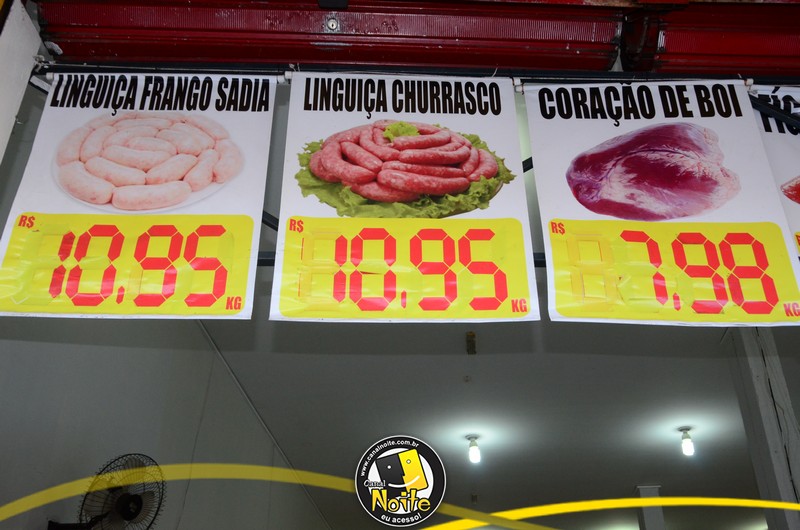 LINGUIÇA FRANGO SADIA
R$
10,95
KG
LINGUIÇA CHURRASCO
R$
10,95
KG
CORAÇÃO DE BOI
R$
7,98
KG
www.canalnoite.com.br
Canal
Noite
eu acesso!